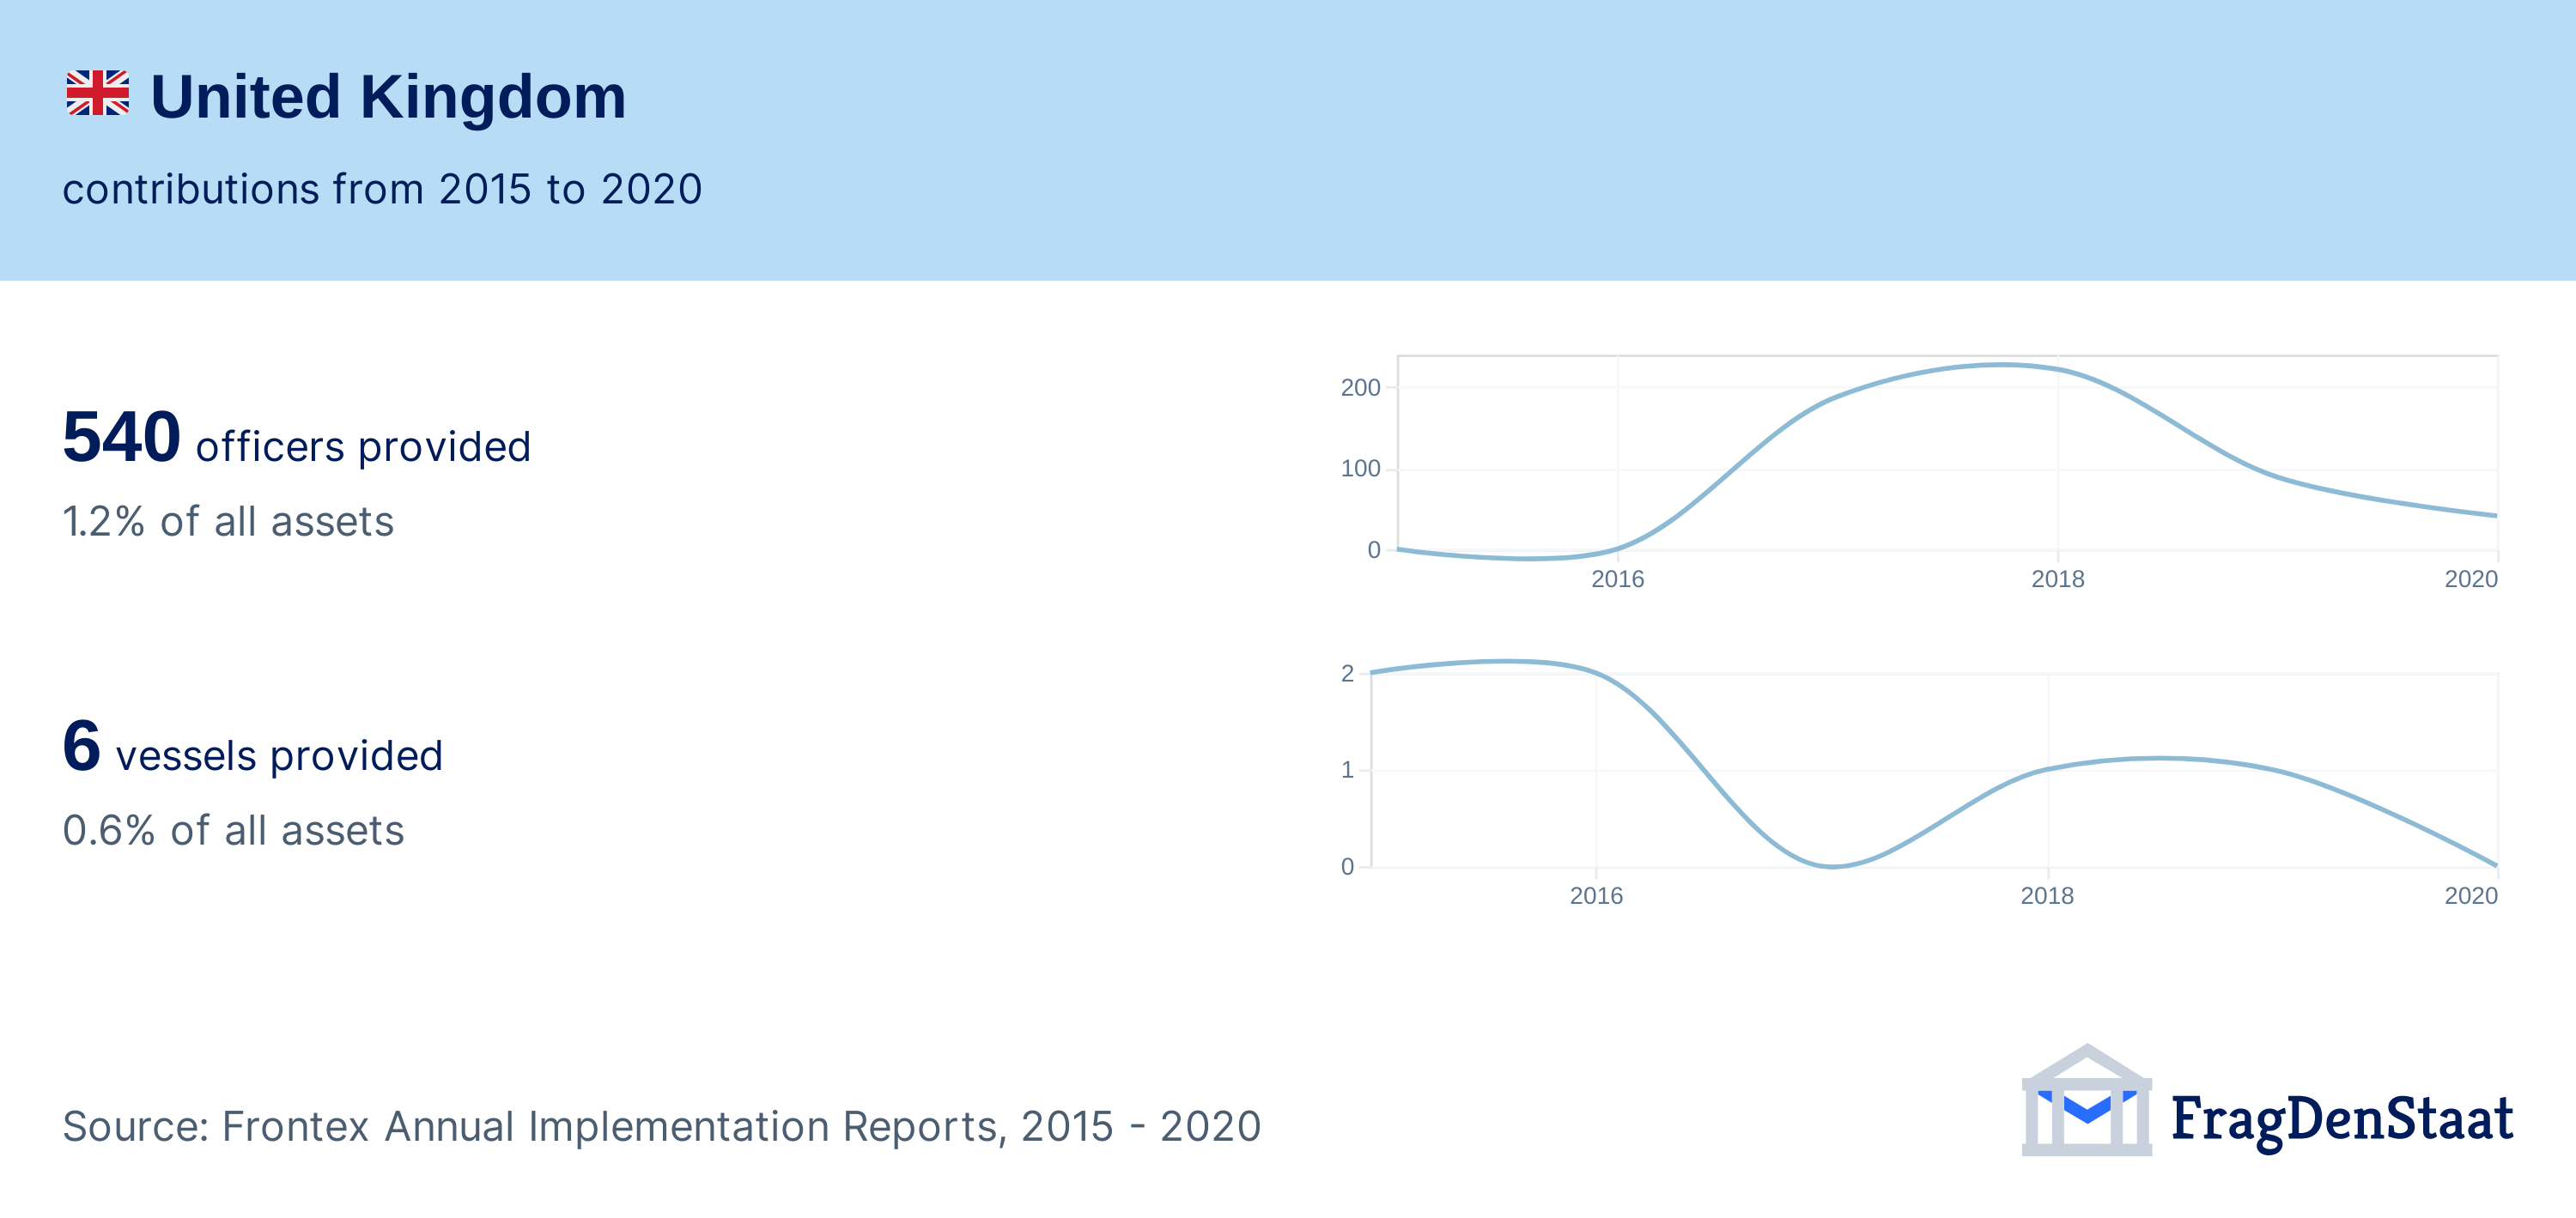 United Kingdom
contributions from 2015 to 2020
540 officers provided
1.2% of all assets
200
100
0
2016 2018 2020
6 vessels provided
0.6% of all assets
2
1
0
2016 2018 2020
Source: Frontex Annual Implementation Reports, 2015 - 2020
FragDenStaat